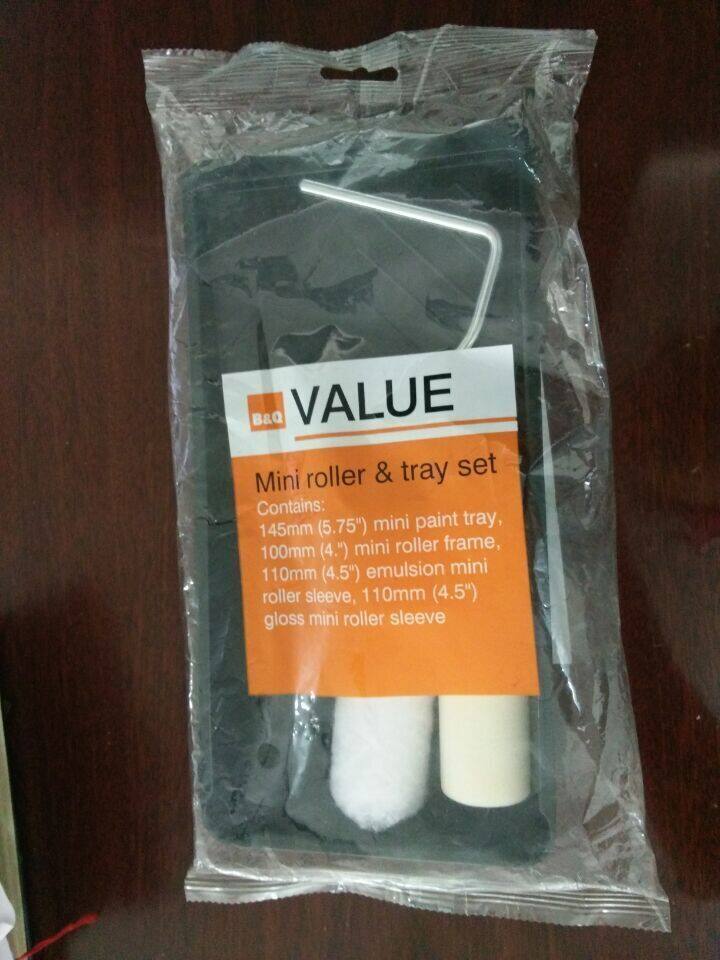 B&Q VALUE
Mini roller & tray set
Contains:
145mm (5.75") mini paint tray,
100mm (4.") mini roller frame,
110mm (4.5") emulsion mini
roller sleeve, 110mm (4.5")
gloss mini roller sleeve